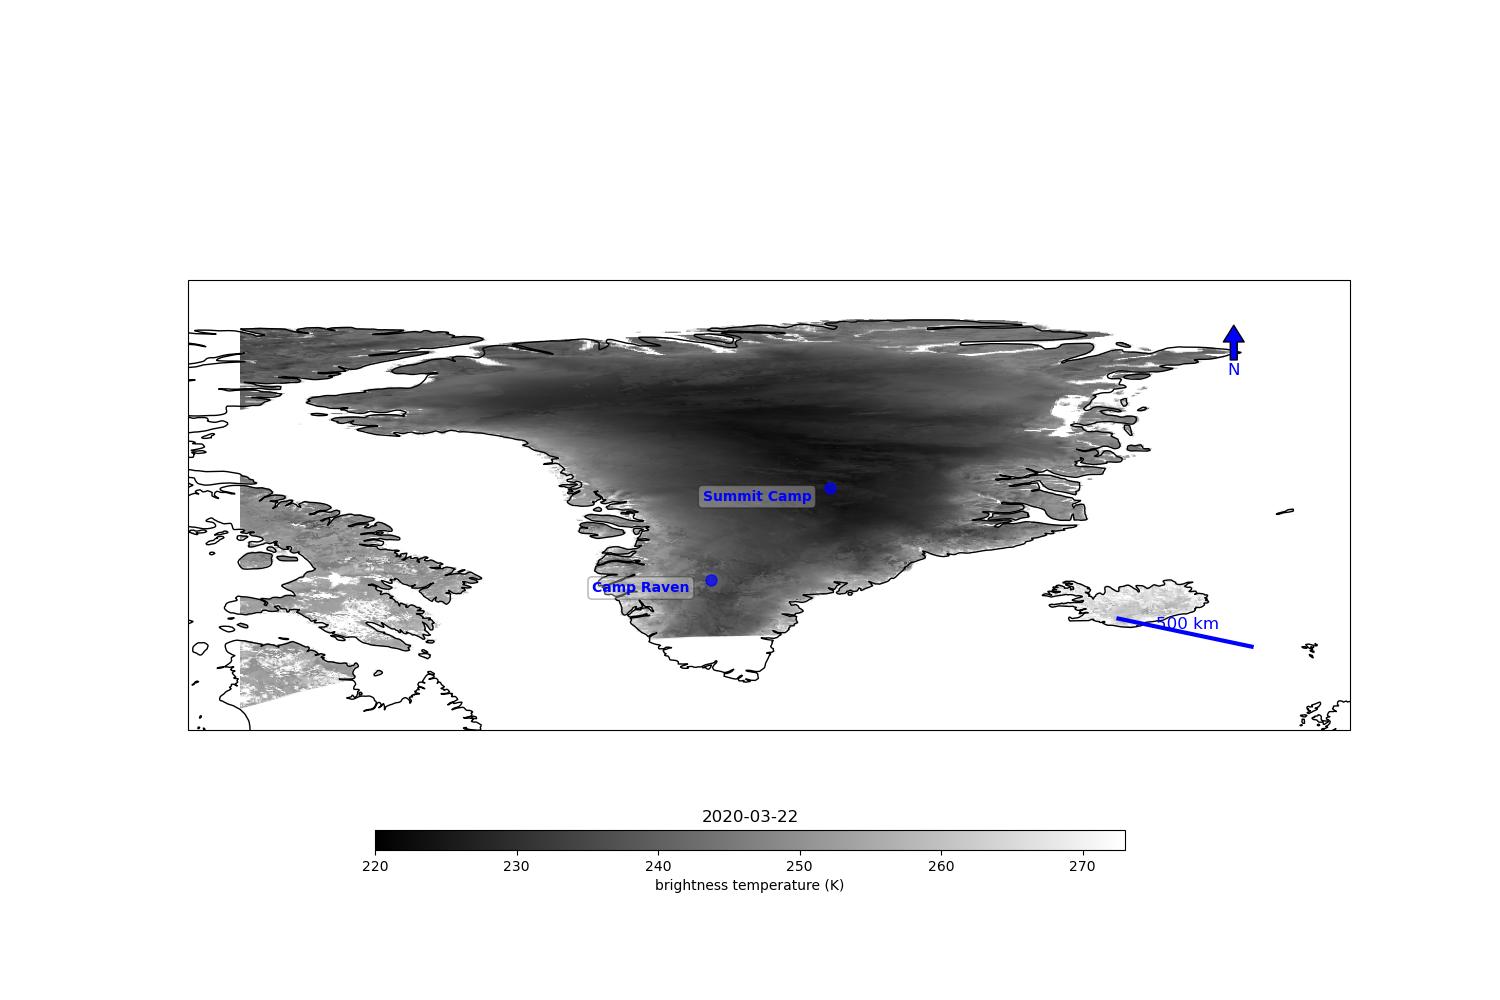 N
Summit Camp
Camp Raven
500 km
2020-03-22
220 230 240 250 260 270
brightness temperature (K)